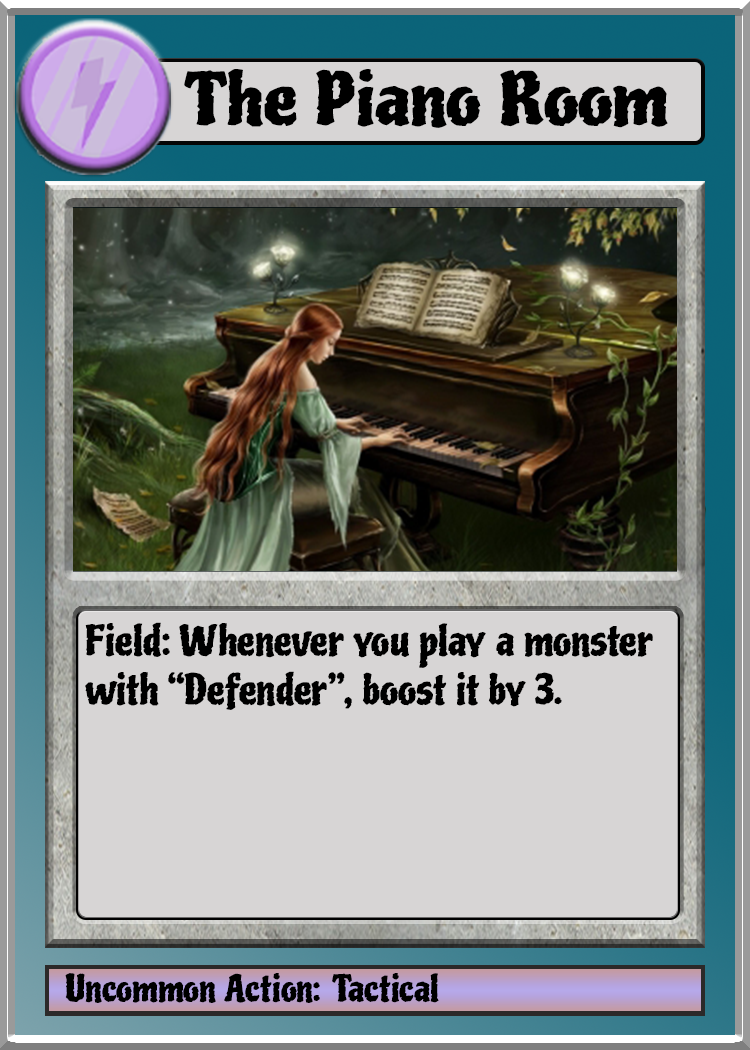 The Piano Room
Field: Whenever you play a monster
with “Defender”, boost it by 3.
Uncommon Action: Tactical